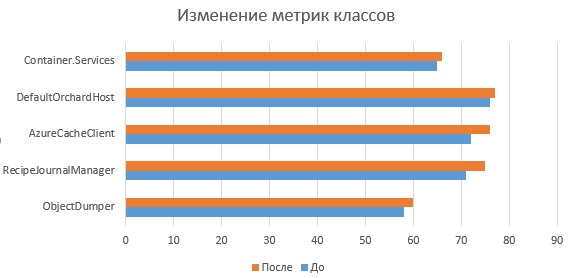 Изменение метрик классов
Container.Services
DefaultOrchardHost
AzureCacheClient
RecipeJournalManager
ObjectDumper
0 10 20 30 40 50 60 70 80 90
После До